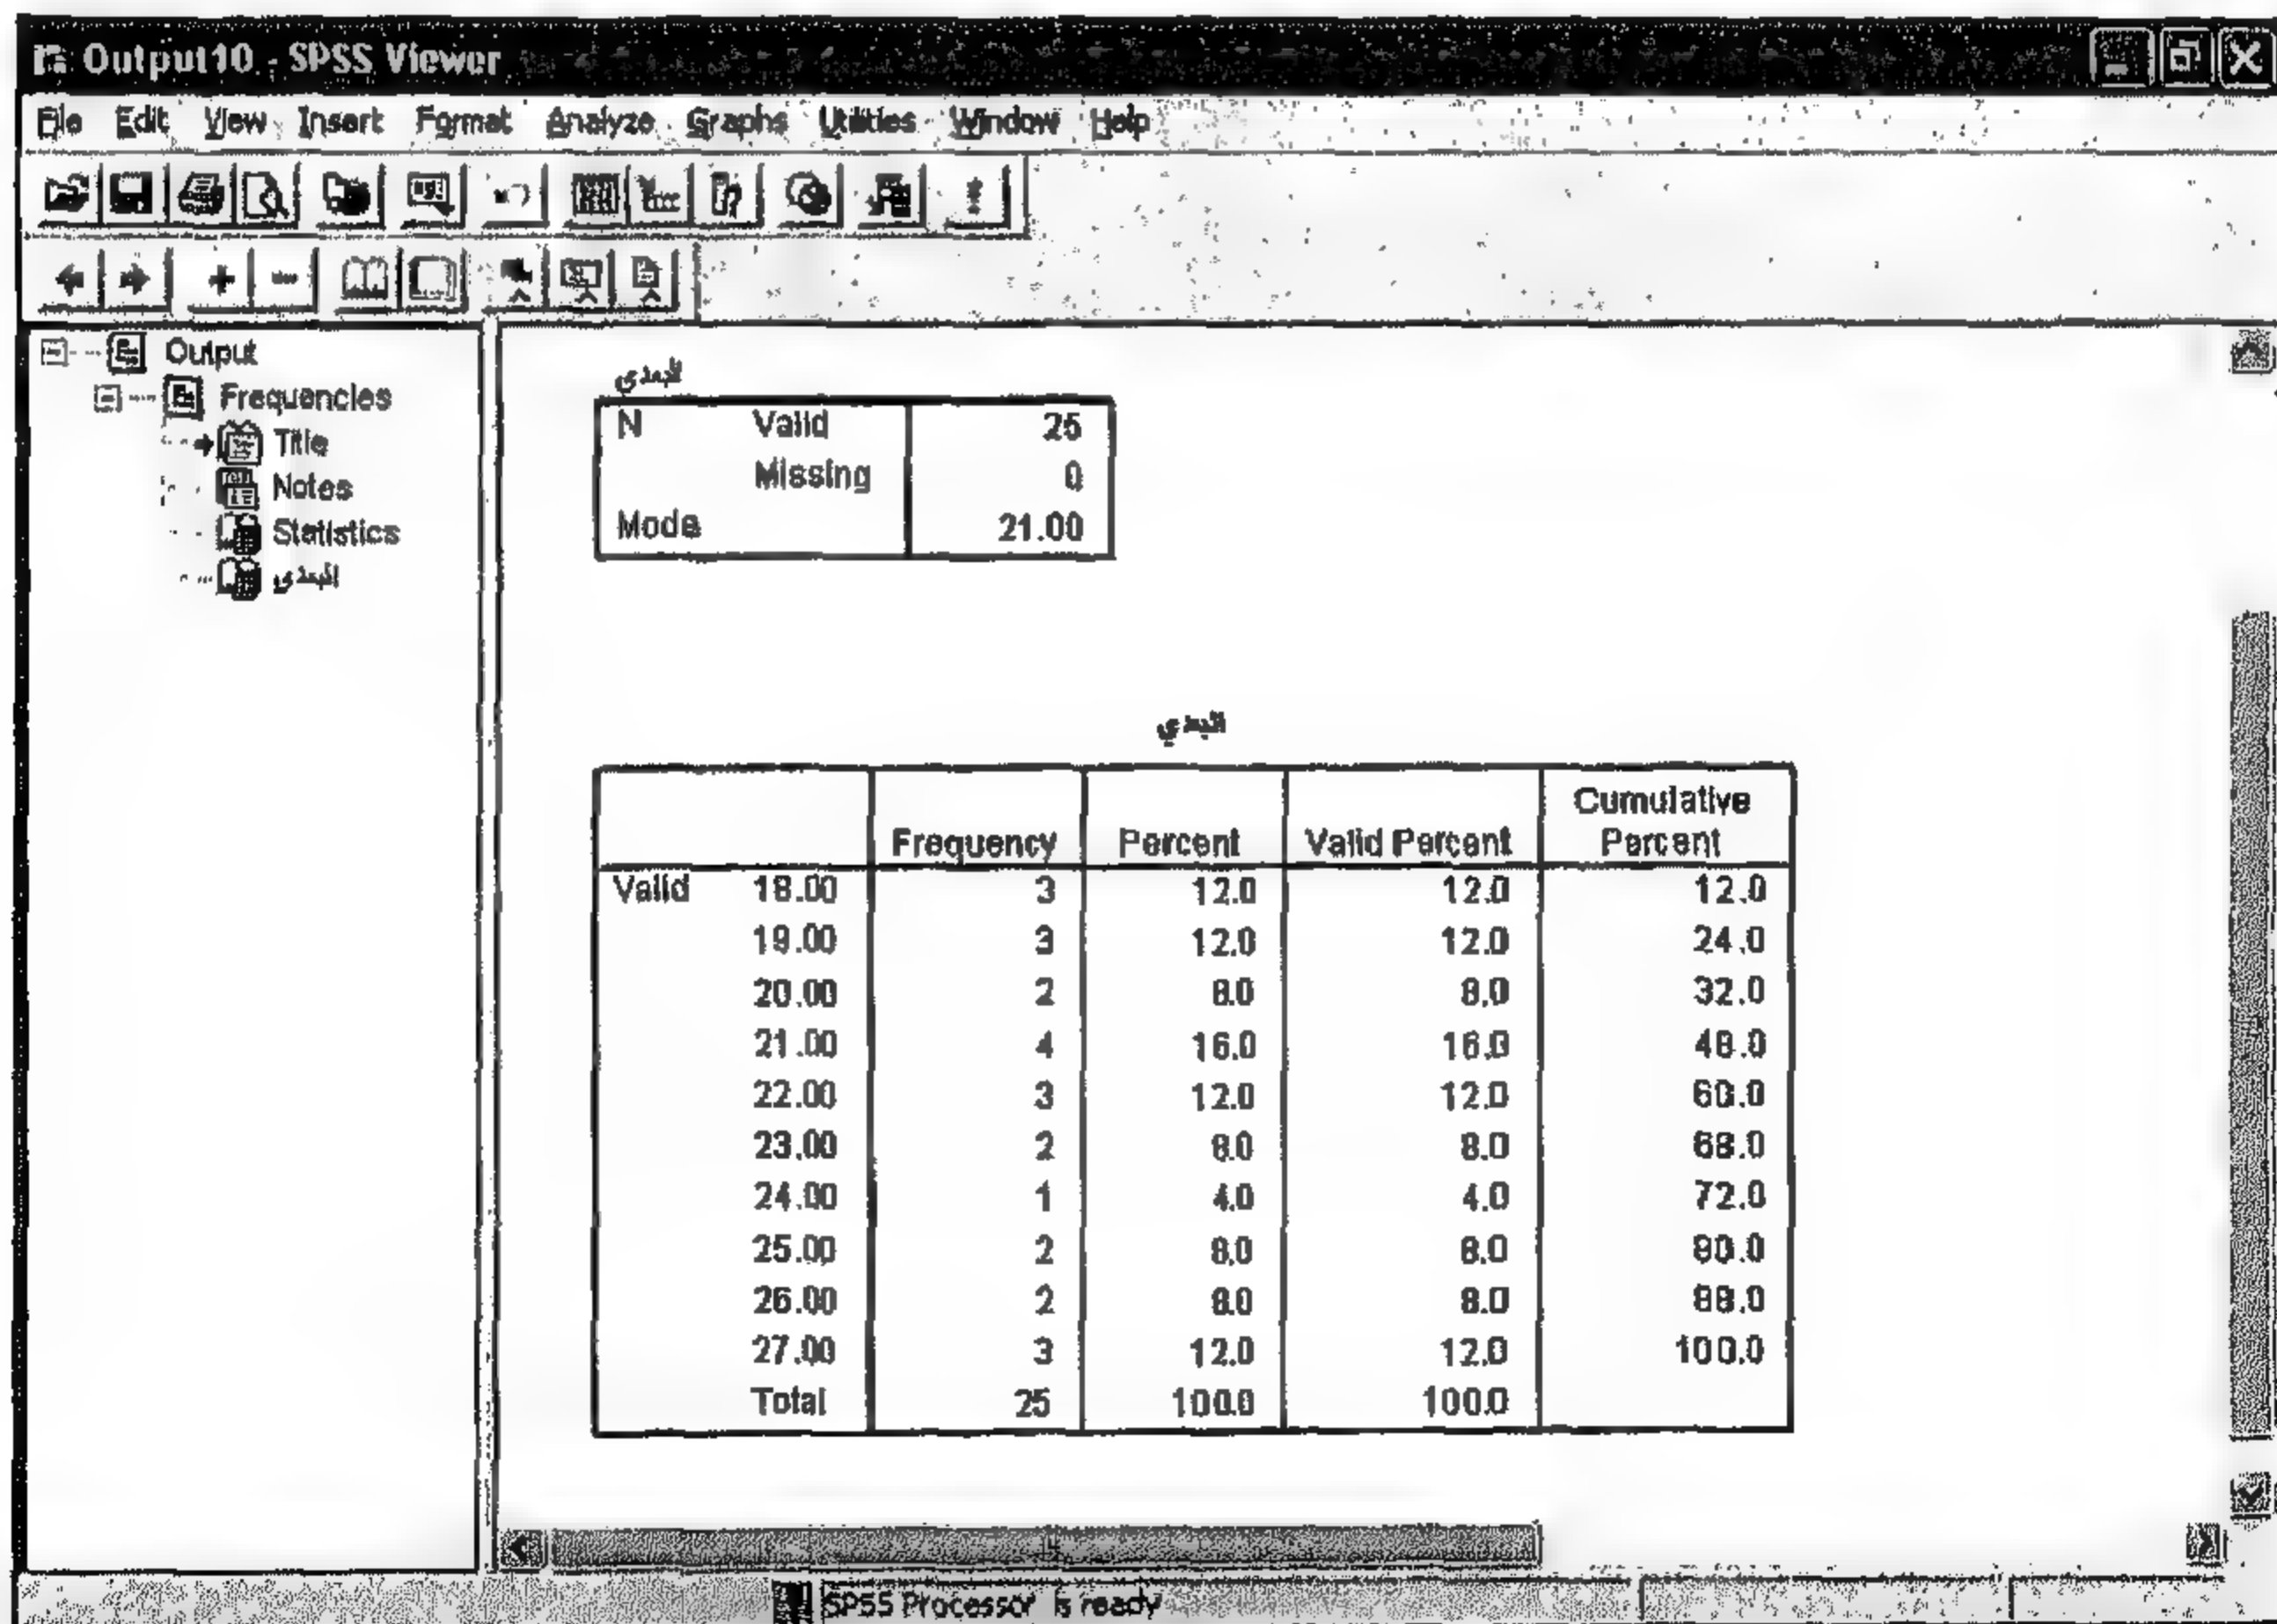 Output10 - SPSS Viewer
File Edit View Insert Format Analyze Graphs Utilities Window Help
Output
Frequencies
Title
Notes
Statistics
البعدي
البعدي
N Valid 25
Missing 0
Mode 21.00
البعدي
Frequency Percent Valid Percent Cumulative Percent
Valid 18.00 3 12.0 12.0 12.0
19.00 3 12.0 12.0 24.0
20.00 2 8.0 8.0 32.0
21.00 4 16.0 16.0 48.0
22.00 3 12.0 12.0 60.0
23.00 2 8.0 8.0 68.0
24.00 1 4.0 4.0 72.0
25.00 2 8.0 8.0 80.0
26.00 2 8.0 8.0 88.0
27.00 3 12.0 12.0 100.0
Total 25 100.0 100.0
SPSS Processor is ready